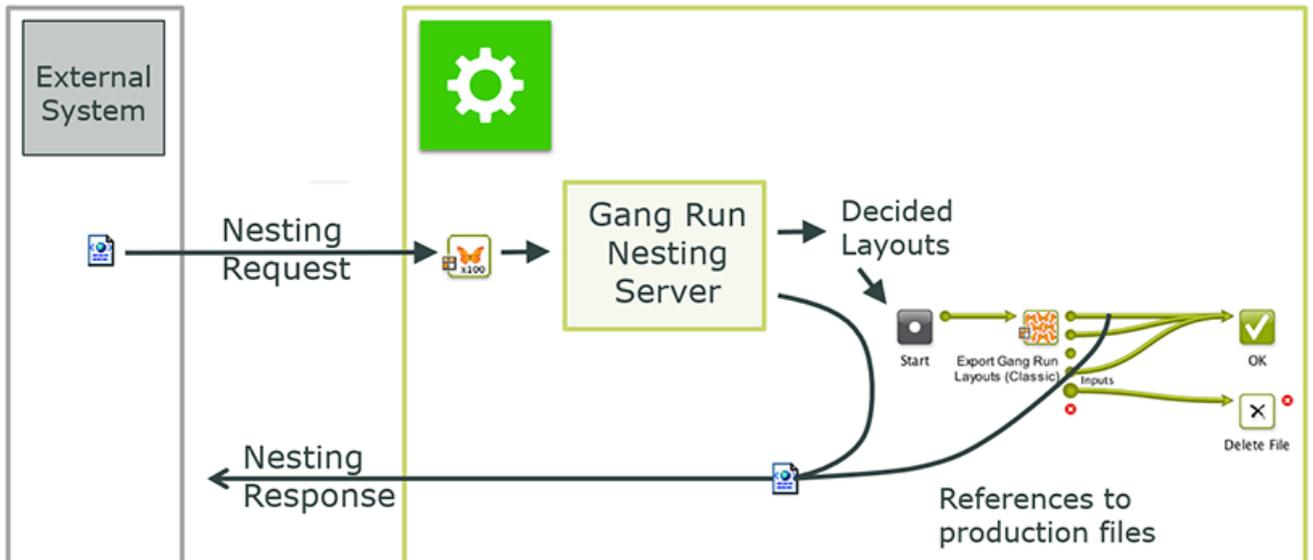 External
System
Nesting
Request
x100
Gang Run
Nesting
Server
Decided
Layouts
Start
Export Gang Run
Layouts (Classic)
Inputs
OK
Delete File
Nesting
Response
References to
production files